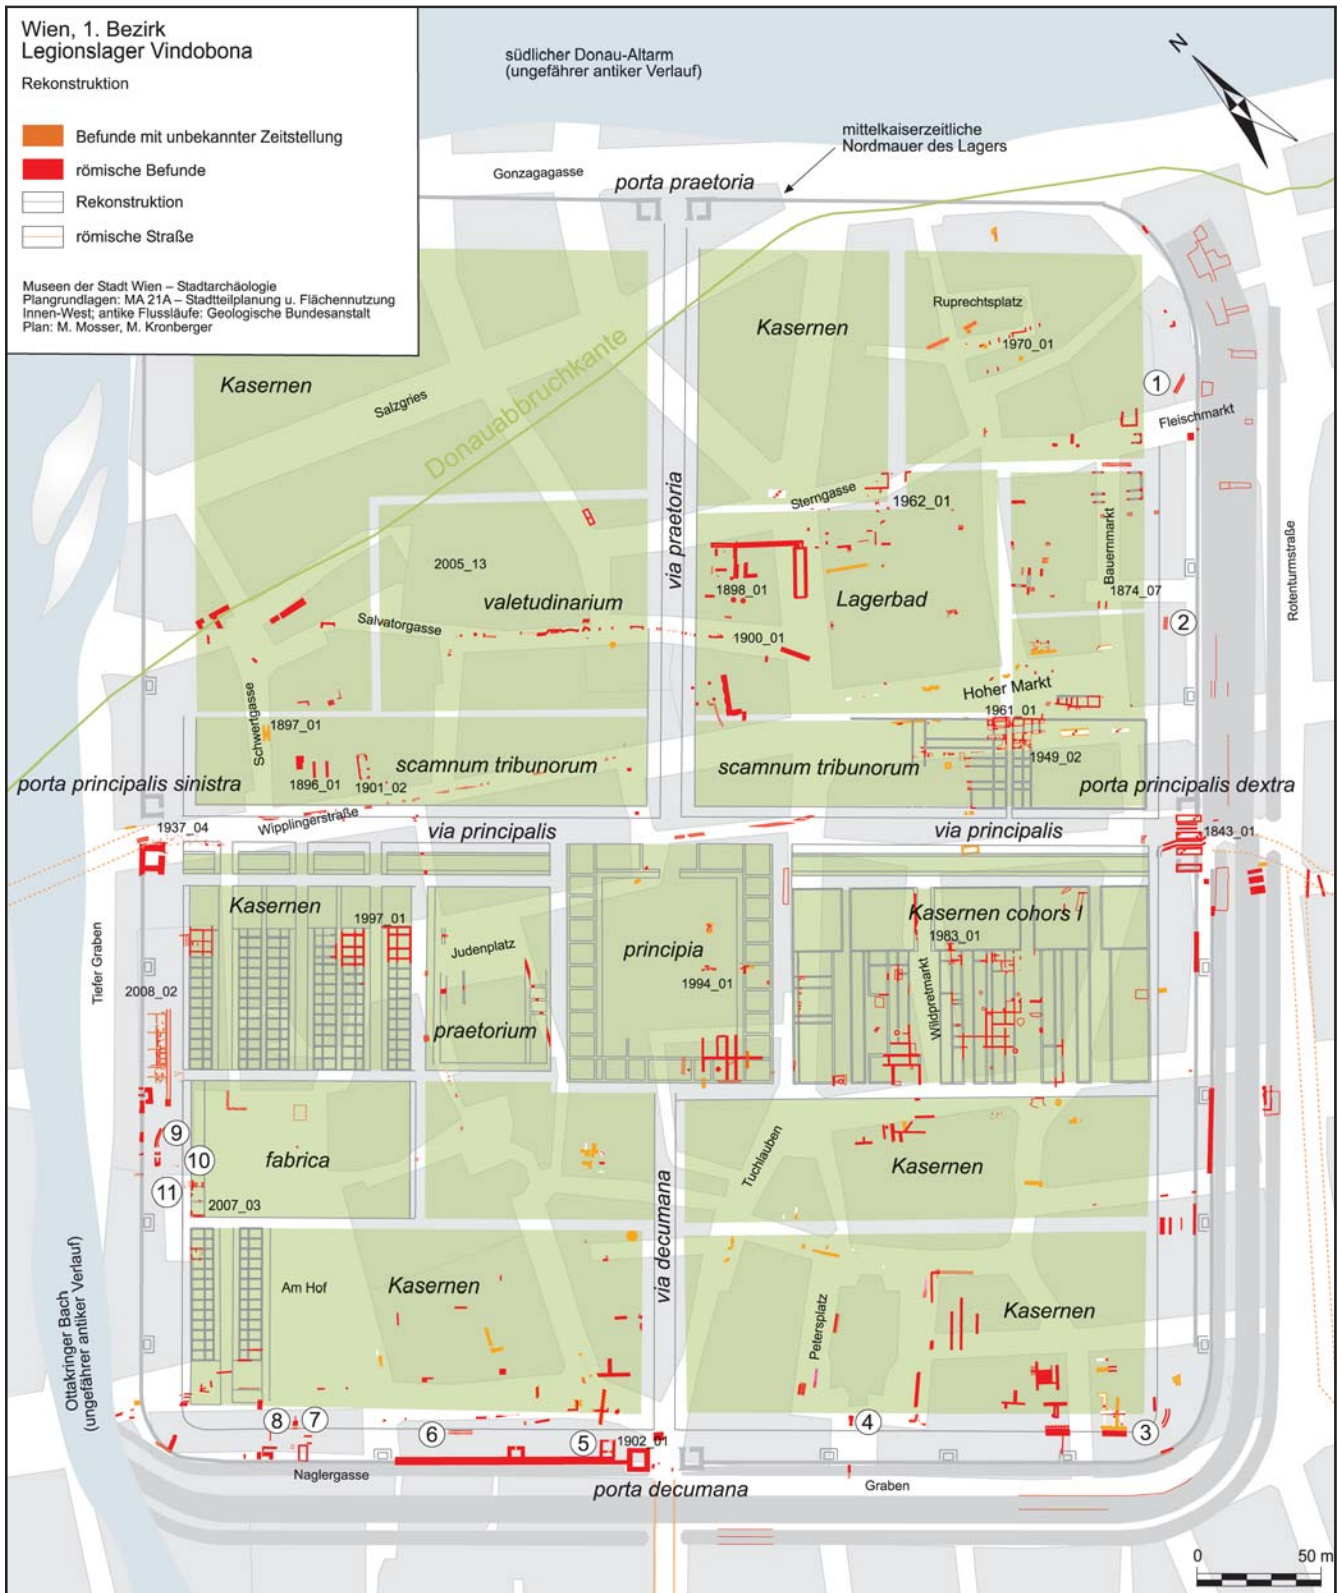 Wien, 1. Bezirk
Legionslager Vindobona
Rekonstruktion
Befunde mit unbekannter Zeitstellung
römische Befunde
Rekonstruktion
römische Straße
Museen der Stadt Wien – Stadtarchäologie
Plangrundlagen: MA 21A – Stadtteilplanung u. Flächennutzung
Innen-West; antike Flussläufe: Geologische Bundesanstalt
Plan: M. Mosser, M. Kronberger
südlicher Donau-Altarm
(ungefährer antiker Verlauf)
N
mittelkaiserzeitliche
Nordmauer des Lagers
Gonzagagasse
porta praetoria
Ruprechtsplatz
Kasernen
1970_01
Kasernen
Salzgries
Donauabbruchkante
1
Fleischmarkt
via praetoria
Sterngasse
1962_01
Rotenturmstraße
Bauernmarkt
2005_13
valetudinarium
1898_01
Lagerbad
1874_07
Salvatorgasse
1900_01
2
Schwertgasse
Hoher Markt
1961_01
1897_01
1949_02
1896_01
1901_02
scamnum tribunorum
scamnum tribunorum
porta principalis sinistra
porta principalis dextra
1937_04
Wipplingerstraße
via principalis
via principalis
1843_01
Kasernen
1997_01
Kasernen cohors I
1983_01
Tiefer Graben
Judenplatz
principia
1994_01
Wildpretmarkt
2008_02
praetorium
9
10
fabrica
11
2007_03
Tuchlauben
Kasernen
via decumana
Ottakringer Bach
(ungefährer antiker Verlauf)
Am Hof
Kasernen
Petersplatz
Kasernen
8
7
6
5
1902_01
4
3
Naglergasse
porta decumana
Graben
0
50 m